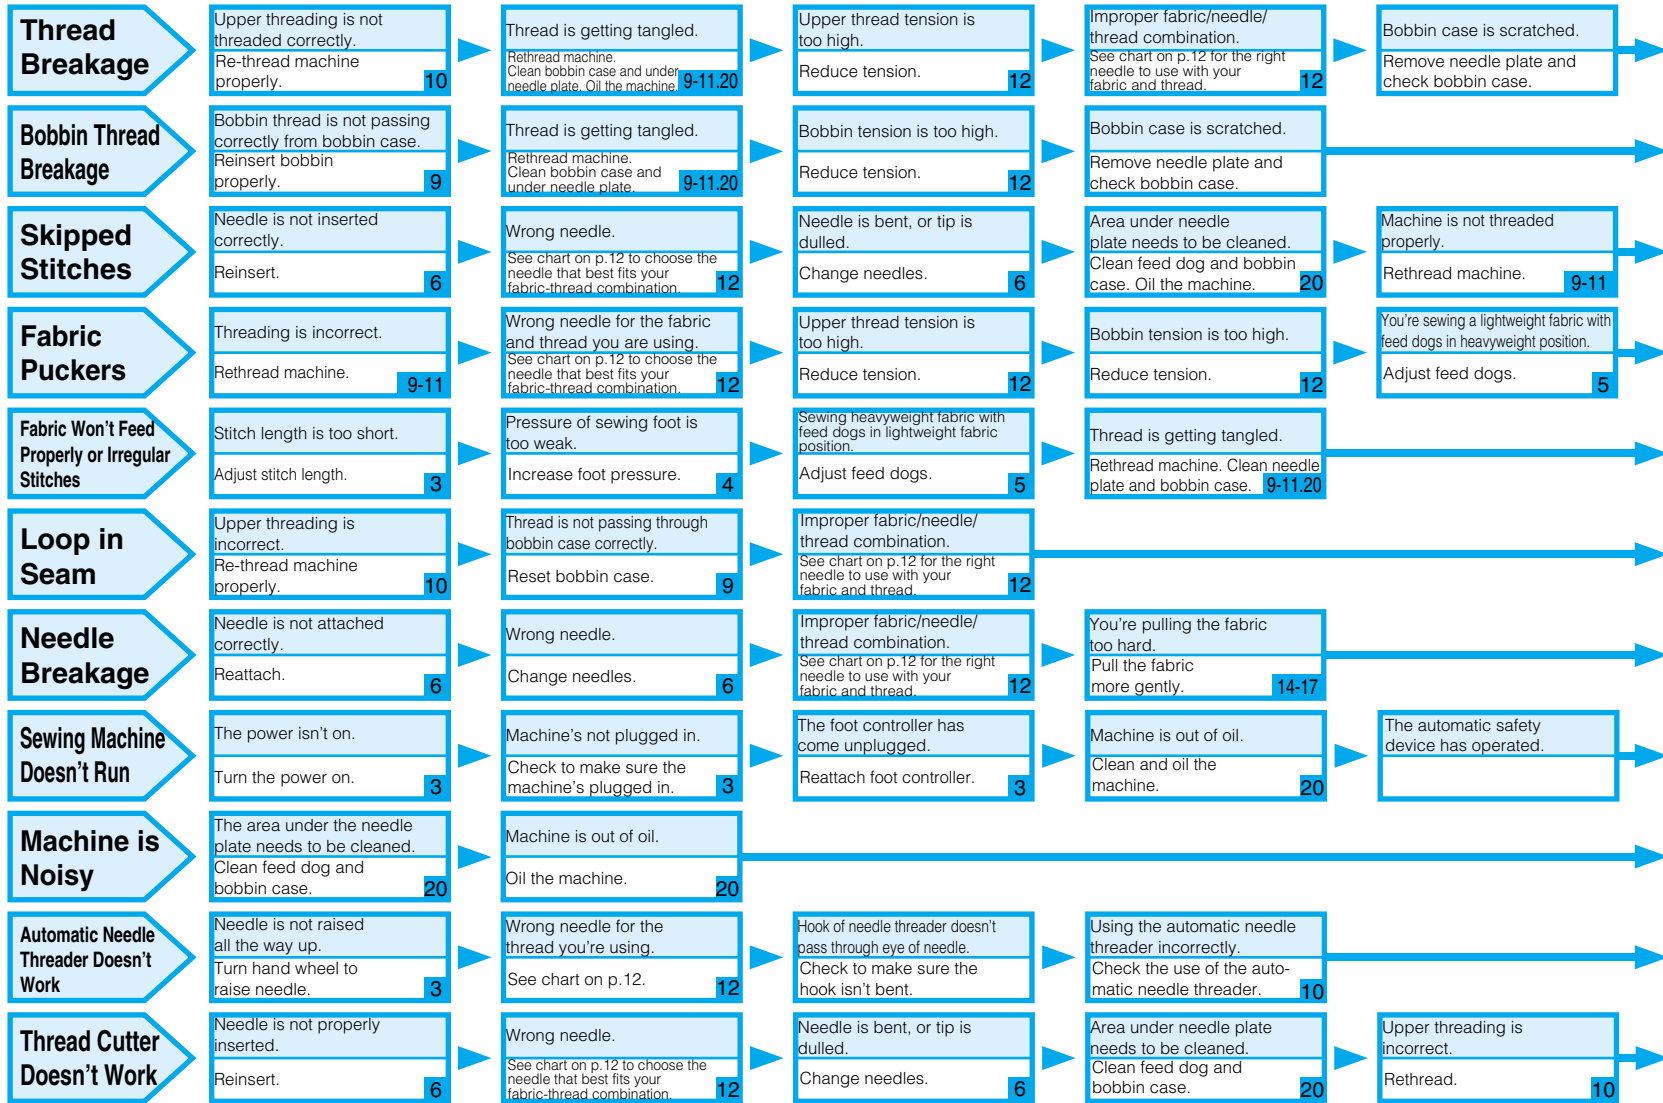 Thread
Breakage
Upper threading is not
threaded correctly.
Re-thread machine
properly.
10
Thread is getting tangled.
Rethread machine.
Clean bobbin case and under
needle plate. Oil the machine.
9-11.20
Upper thread tension is
too high.
Reduce tension.
12
Improper fabric/needle/
thread combination.
See chart on p.12 for the right
needle to use with your
fabric and thread.
12
Bobbin case is scratched.
Remove needle plate and
check bobbin case.
Bobbin Thread
Breakage
Bobbin thread is not passing
correctly from bobbin case.
Reinsert bobbin
properly.
9
Thread is getting tangled.
Rethread machine.
Clean bobbin case and
under needle plate.
9-11.20
Bobbin tension is too high.
Reduce tension.
12
Bobbin case is scratched.
Remove needle plate and
check bobbin case.
Skipped
Stitches
Needle is not inserted
correctly.
Reinsert.
6
Wrong needle.
See chart on p.12 to choose the
needle that best fits your
fabric-thread combination.
12
Needle is bent, or tip is
dulled.
Change needles.
6
Area under needle
plate needs to be cleaned.
Clean feed dog and bobbin
case. Oil the machine.
20
Machine is not threaded
properly.
Rethread machine.
9-11
Fabric
Puckers
Threading is incorrect.
Rethread machine.
9-11
Wrong needle for the fabric
and thread you are using.
See chart on p.12 to choose the
needle that best fits your
fabric-thread combination.
12
Upper thread tension is
too high.
Reduce tension.
12
Bobbin tension is too high.
Reduce tension.
12
You're sewing a lightweight fabric with
feed dogs in heavyweight position.
Adjust feed dogs.
5
Fabric Won't Feed
Properly or Irregular
Stitches
Stitch length is too short.
Adjust stitch length.
3
Pressure of sewing foot is
too weak.
Increase foot pressure.
4
Sewing heavyweight fabric with
feed dogs in lightweight fabric
position.
Adjust feed dogs.
5
Thread is getting tangled.
Rethread machine. Clean needle
plate and bobbin case.
9-11.20
Loop in
Seam
Upper threading is
incorrect.
Re-thread machine
properly.
10
Thread is not passing through
bobbin case correctly.
Reset bobbin case.
9
Improper fabric/needle/
thread combination.
See chart on p.12 for the right
needle to use with your
fabric and thread.
12
Needle
Breakage
Needle is not attached
correctly.
Reattach.
6
Wrong needle.
Change needles.
6
Improper fabric/needle/
thread combination.
See chart on p.12 for the right
needle to use with your
fabric and thread.
12
You're pulling the fabric
too hard.
Pull the fabric
more gently.
14-17
Sewing Machine
Doesn't Run
The power isn't on.
Turn the power on.
3
Machine's not plugged in.
Check to make sure the
machine's plugged in.
3
The foot controller has
come unplugged.
Reattach foot controller.
3
Machine is out of oil.
Clean and oil the
machine.
20
The automatic safety
device has operated.
Machine is
Noisy
The area under the needle
plate needs to be cleaned.
Clean feed dog and
bobbin case.
20
Machine is out of oil.
Oil the machine.
20
Automatic Needle
Threader Doesn't
Work
Needle is not raised
all the way up.
Turn hand wheel to
raise needle.
3
Wrong needle for the
thread you're using.
See chart on p.12.
12
Hook of needle threader doesn't
pass through eye of needle.
Check to make sure the
hook isn't bent.
Using the automatic needle
threader incorrectly.
Check the use of the auto-
matic needle threader.
10
Thread Cutter
Doesn't Work
Needle is not properly
inserted.
Reinsert.
6
Wrong needle.
See chart on p.12 to choose the
needle that best fits your
fabric-thread combination.
12
Needle is bent, or tip is
dulled.
Change needles.
6
Area under needle plate
needs to be cleaned.
Clean feed dog and
bobbin case.
20
Upper threading is
incorrect.
Rethread.
10